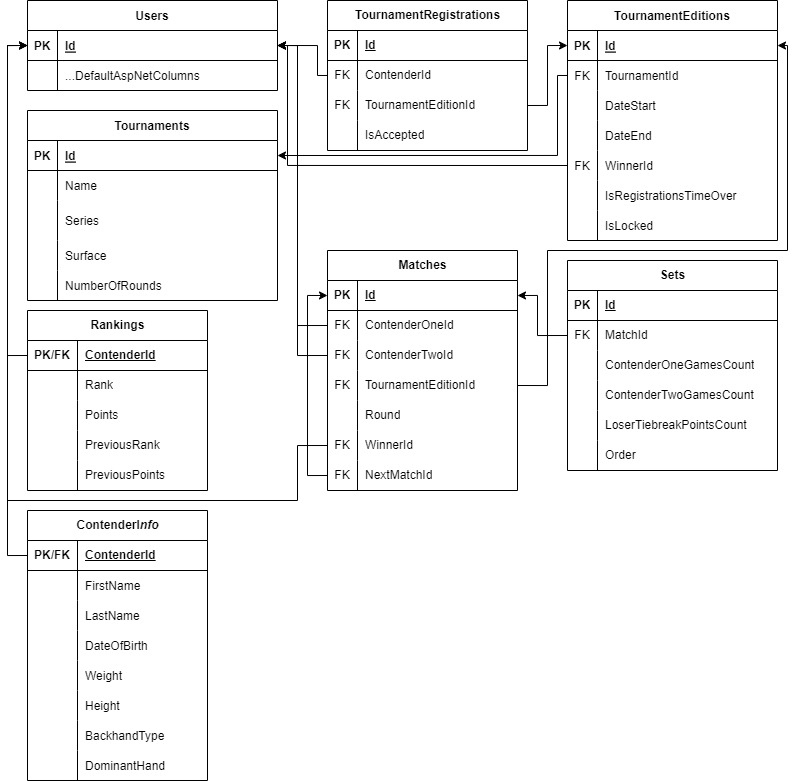 Users
PK Id
...DefaultAspNetColumns
TournamentRegistrations
PK Id
FK ContenderId
FK TournamentEditionId
IsAccepted
TournamentEditions
PK Id
FK TournamentId
DateStart
DateEnd
FK WinnerId
IsRegistrationsTimeOver
IsLocked
Tournaments
PK Id
Name
Series
Surface
NumberOfRounds
Matches
PK Id
FK ContenderOneId
FK ContenderTwoId
FK TournamentEditionId
Round
FK WinnerId
FK NextMatchId
Sets
PK Id
FK MatchId
ContenderOneGamesCount
ContenderTwoGamesCount
LoserTiebreakPointsCount
Order
Rankings
PK/FK ContenderId
Rank
Points
PreviousRank
PreviousPoints
ContenderInfo
PK/FK ContenderId
FirstName
LastName
DateOfBirth
Weight
Height
BackhandType
DominantHand